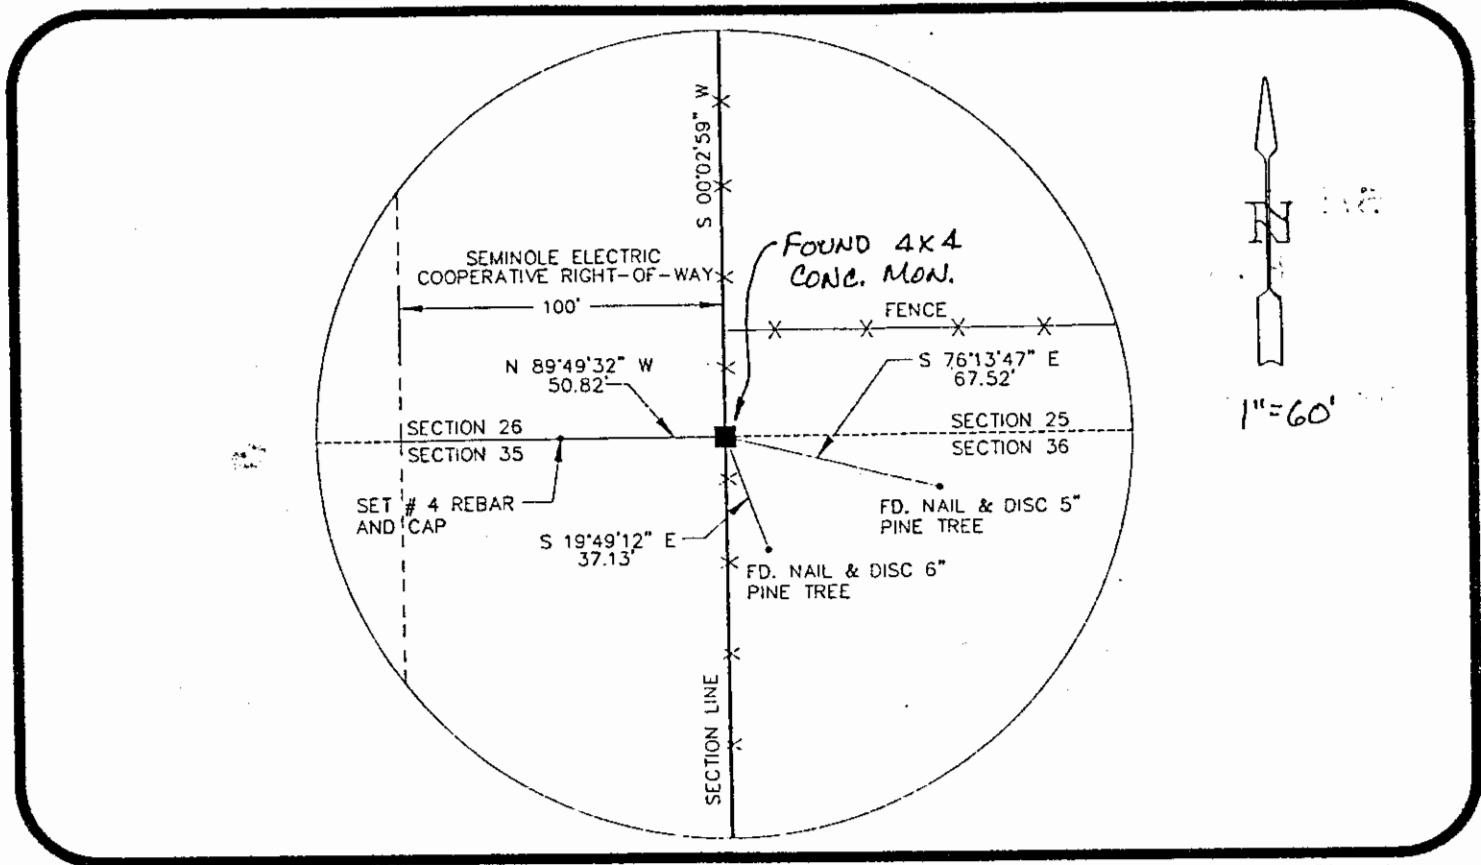 S 00°02'59" W
SEMINOLE ELECTRIC
COOPERATIVE RIGHT-OF-WAY
100'
FOUND 4X4
CONC. MON.
FENCE
N
1"=60'
N 89°49'32" W
50.82'
S 76°13'47" E
67.52'
SECTION 26
SECTION 35
SECTION 25
SECTION 36
SET # 4 REBAR
AND CAP
S 19°49'12" E
37.13'
FD. NAIL & DISC 5"
PINE TREE
FD. NAIL & DISC 6"
PINE TREE
SECTION LINE